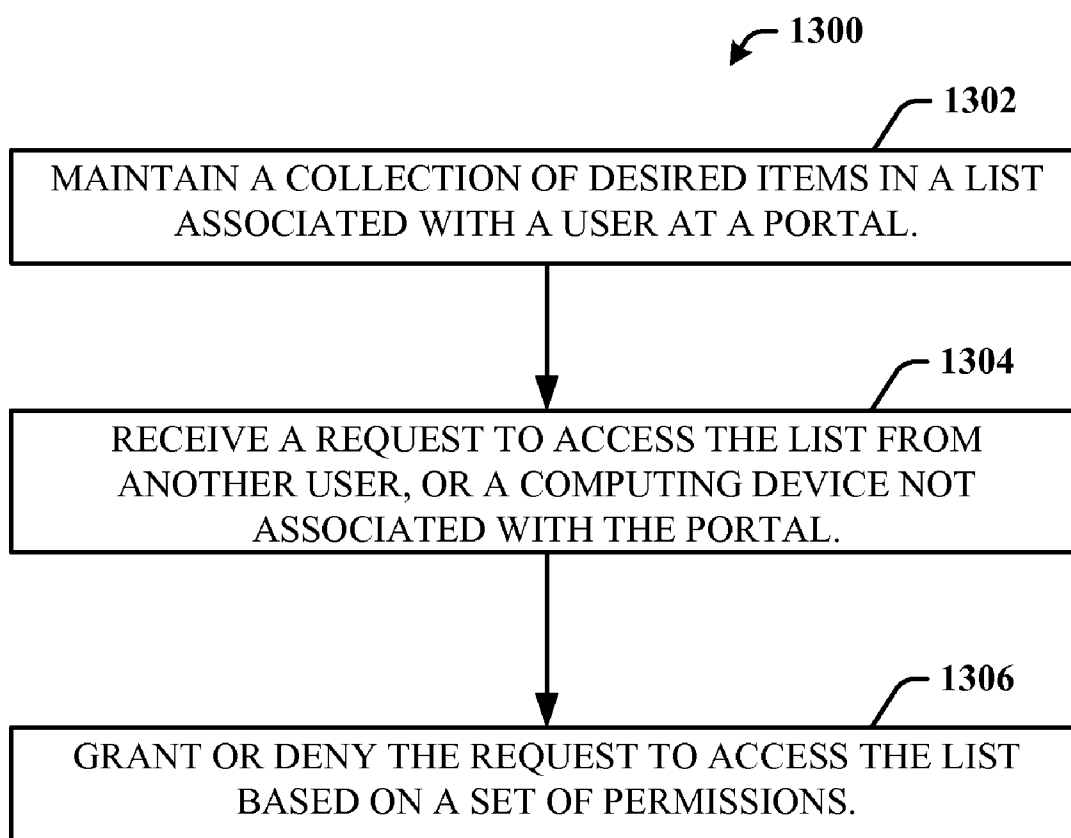 1300
1302
MAINTAIN A COLLECTION OF DESIRED ITEMS IN A LIST
ASSOCIATED WITH A USER AT A PORTAL.
1304
RECEIVE A REQUEST TO ACCESS THE LIST FROM
ANOTHER USER, OR A COMPUTING DEVICE NOT
ASSOCIATED WITH THE PORTAL.
1306
GRANT OR DENY THE REQUEST TO ACCESS THE LIST
BASED ON A SET OF PERMISSIONS.